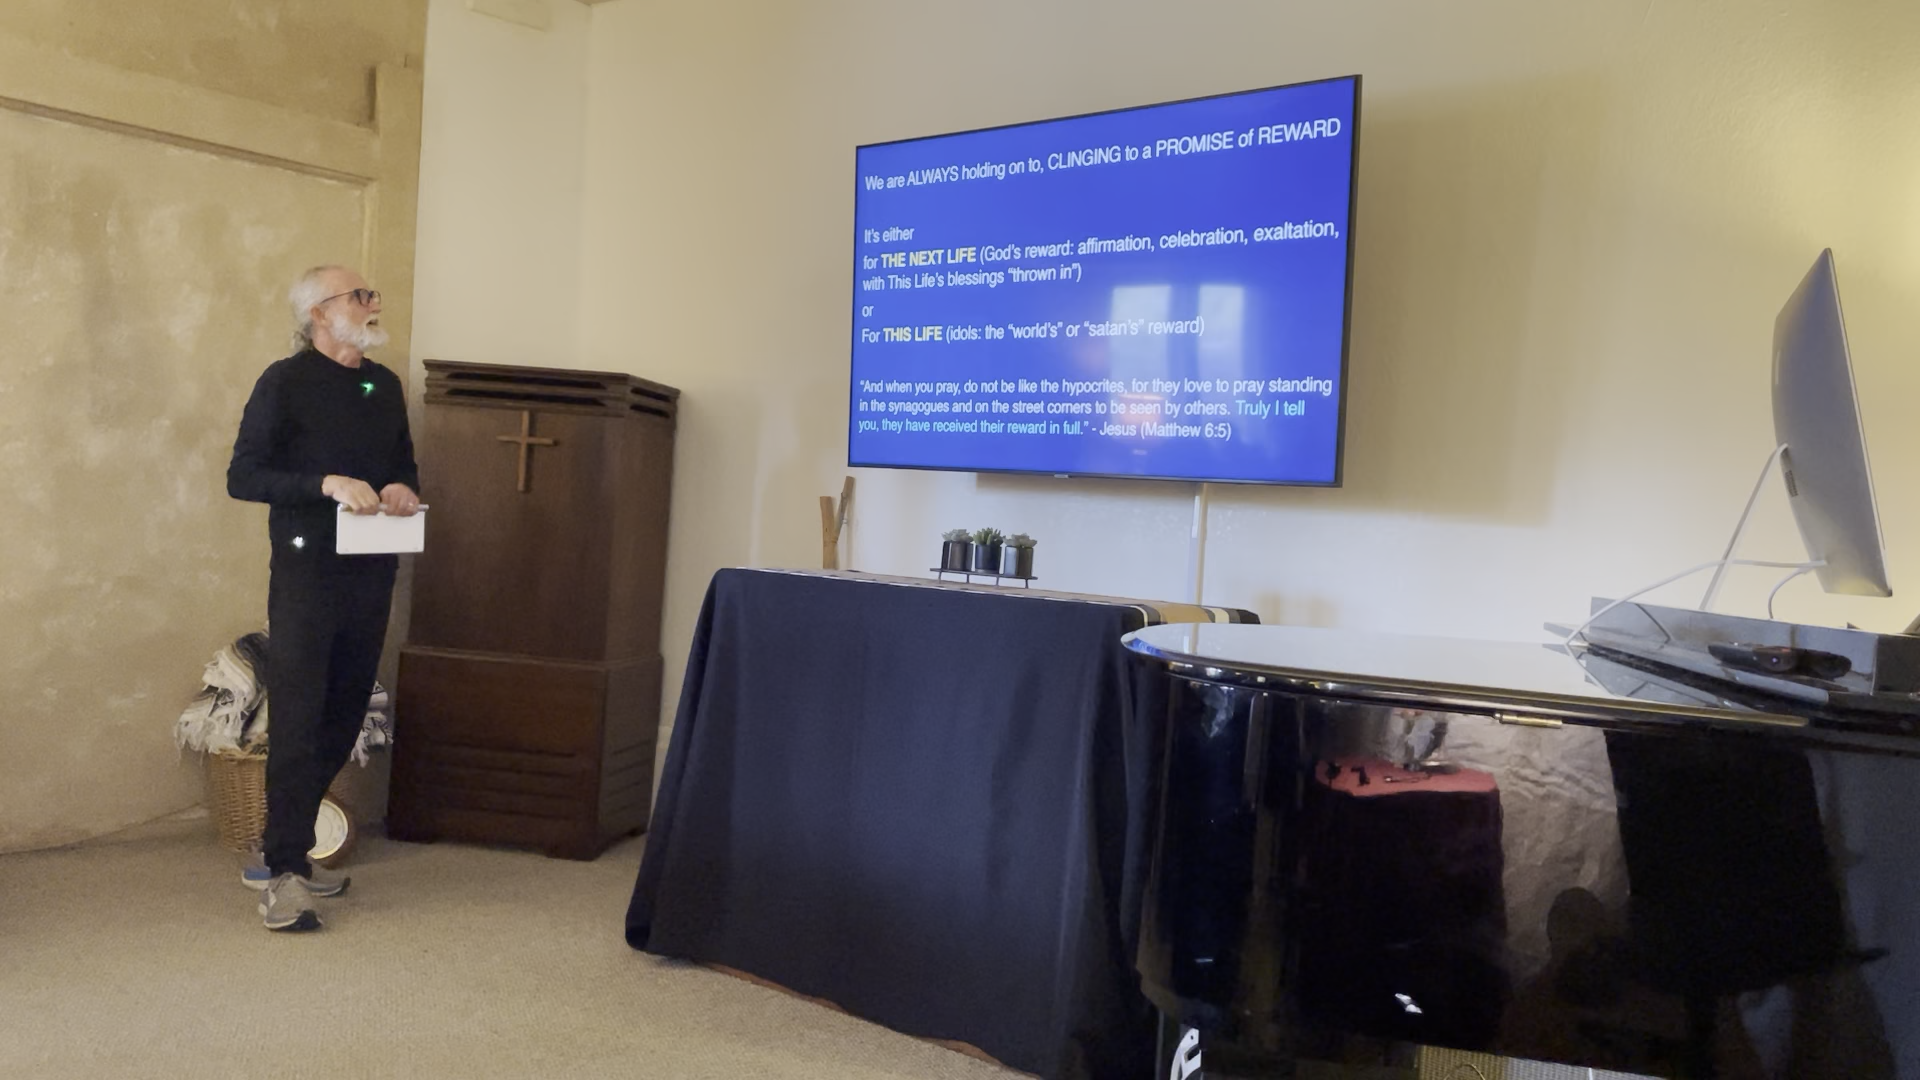 We are ALWAYS holding on to, CLINGING to a PROMISE of REWARD
It's either
for THE NEXT LIFE (God's reward: affirmation, celebration, exaltation,
with This Life's blessings “thrown in”)
or
For THIS LIFE (idols: the “world's” or “satan's” reward)
“And when you pray, do not be like the hypocrites, for they love to pray standing
in the synagogues and on the street corners to be seen by others. Truly I tell
you, they have received their reward in full.” - Jesus (Matthew 6:5)